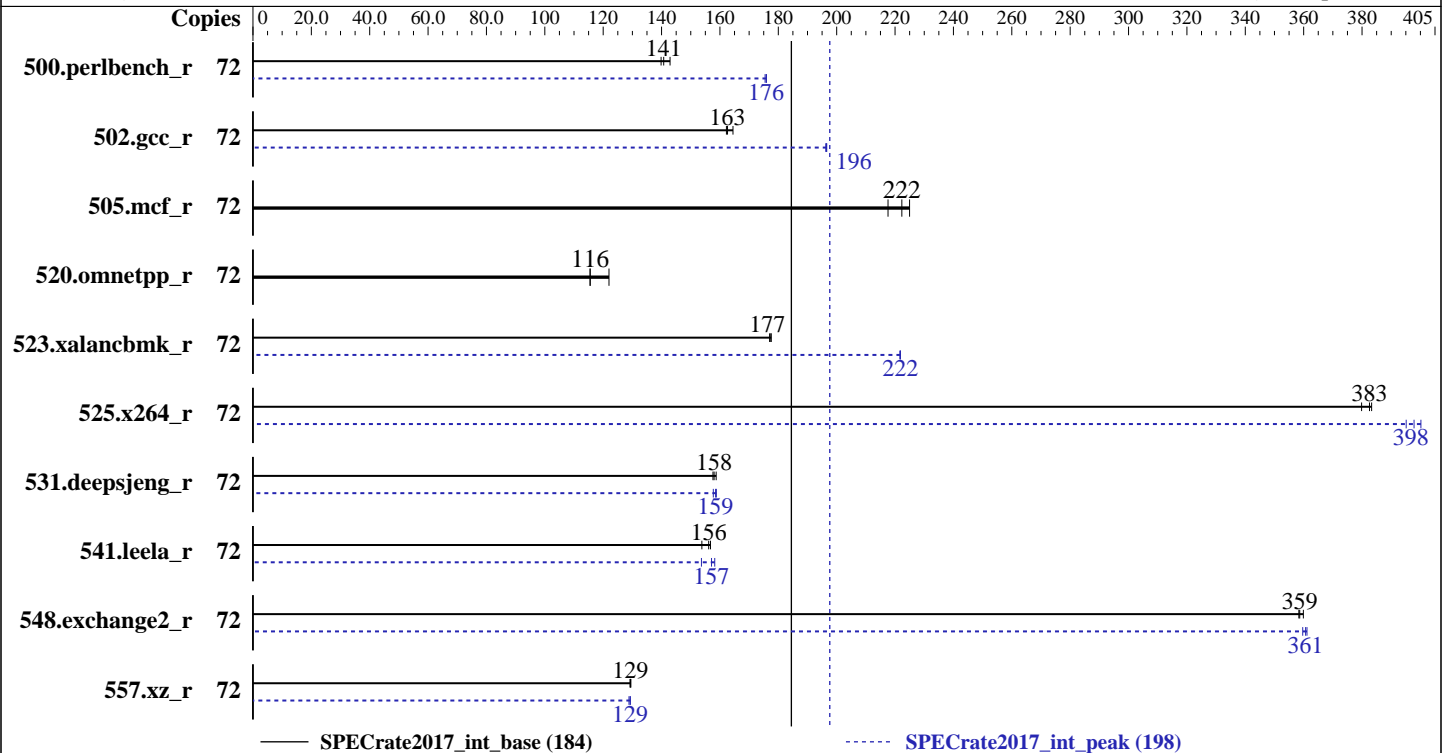 Copies 0 20.0 40.0 60.0 80.0 100 120 140 160 180 200 220 240 260 280 300 320 340 360 380 405
500.perlbench_r 72 141
176
502.gcc_r 72 163
196
505.mcf_r 72 222
520.omnetpp_r 72 116
523.xalancbmk_r 72 177
222
525.x264_r 72 383
398
531.deepsjeng_r 72 158
159
541.leela_r 72 156
157
548.exchange2_r 72 359
361
557.xz_r 72 129
129
SPECrate2017_int_base (184) SPECrate2017_int_peak (198)